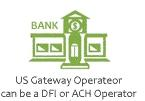 BANK
$
US Gateway Operateor
can be a DFI or ACH Operator